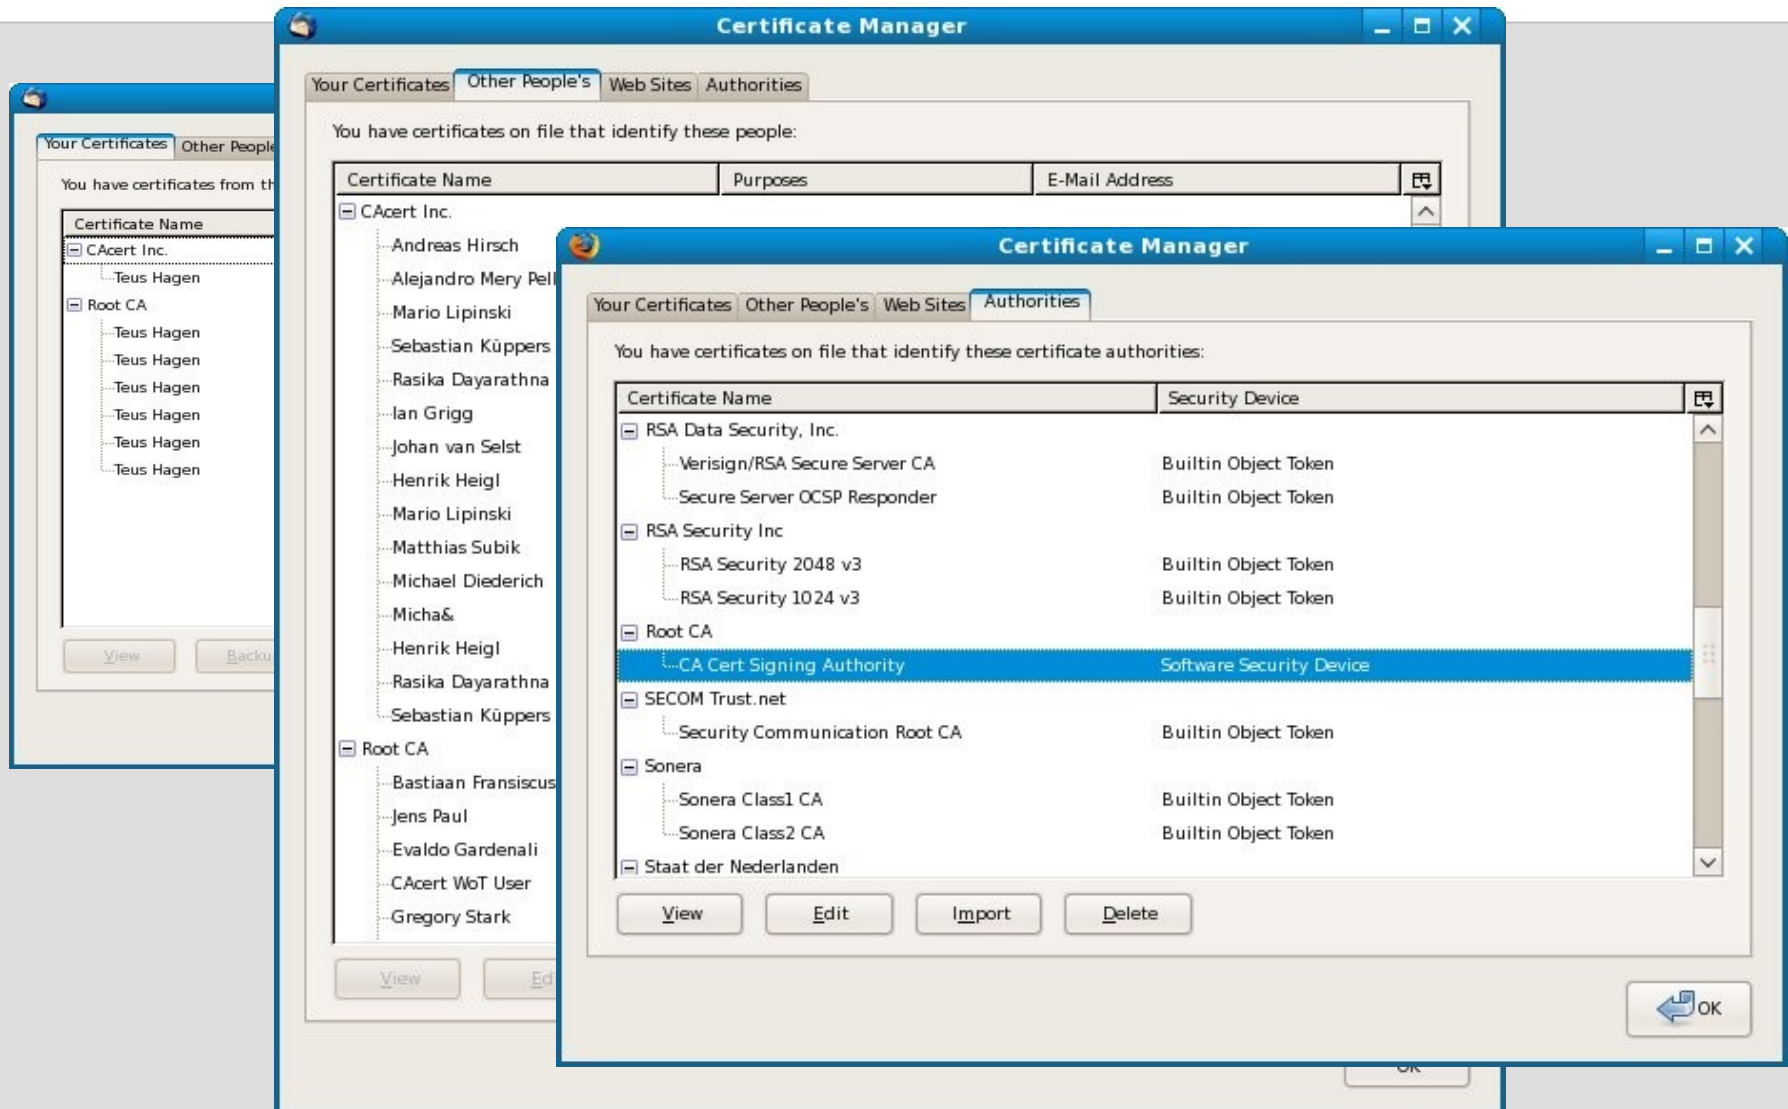 Certificate Manager
Your Certificates Other People's Web Sites Authorities
You have certificates on file that identify these people:
Certificate Name Purposes E-Mail Address
CAcert Inc.
Andreas Hirsch
Alejandro Mery Pell
Mario Lipinski
Sebastian Küppers
Rasika Dayarathna
Ian Grigg
Johan van Selst
Henrik Heigl
Mario Lipinski
Matthias Subik
Michael Diederich
Micha&
Henrik Heigl
Rasika Dayarathna
Sebastian Küppers
Root CA
Bastiaan Fransiscus
Jens Paul
Evaldo Gardenali
CAcert WoT User
Gregory Stark
View Ed
OK
Your Certificates Other People
You have certificates from th
Certificate Name
CAcert Inc.
Teus Hagen
Root CA
Teus Hagen
Teus Hagen
Teus Hagen
Teus Hagen
Teus Hagen
Teus Hagen
View Backu
Certificate Manager
Your Certificates Other People's Web Sites Authorities
You have certificates on file that identify these certificate authorities:
Certificate Name Security Device
RSA Data Security, Inc.
Verisign/RSA Secure Server CA Builtin Object Token
Secure Server OCSP Responder Builtin Object Token
RSA Security Inc
RSA Security 2048 v3 Builtin Object Token
RSA Security 1024 v3 Builtin Object Token
Root CA
CA Cert Signing Authority Software Security Device
SECOM Trust.net
Security Communication Root CA Builtin Object Token
Sonera
Sonera Class1 CA Builtin Object Token
Sonera Class2 CA Builtin Object Token
Staat der Nederlanden
View Edit Import Delete
OK